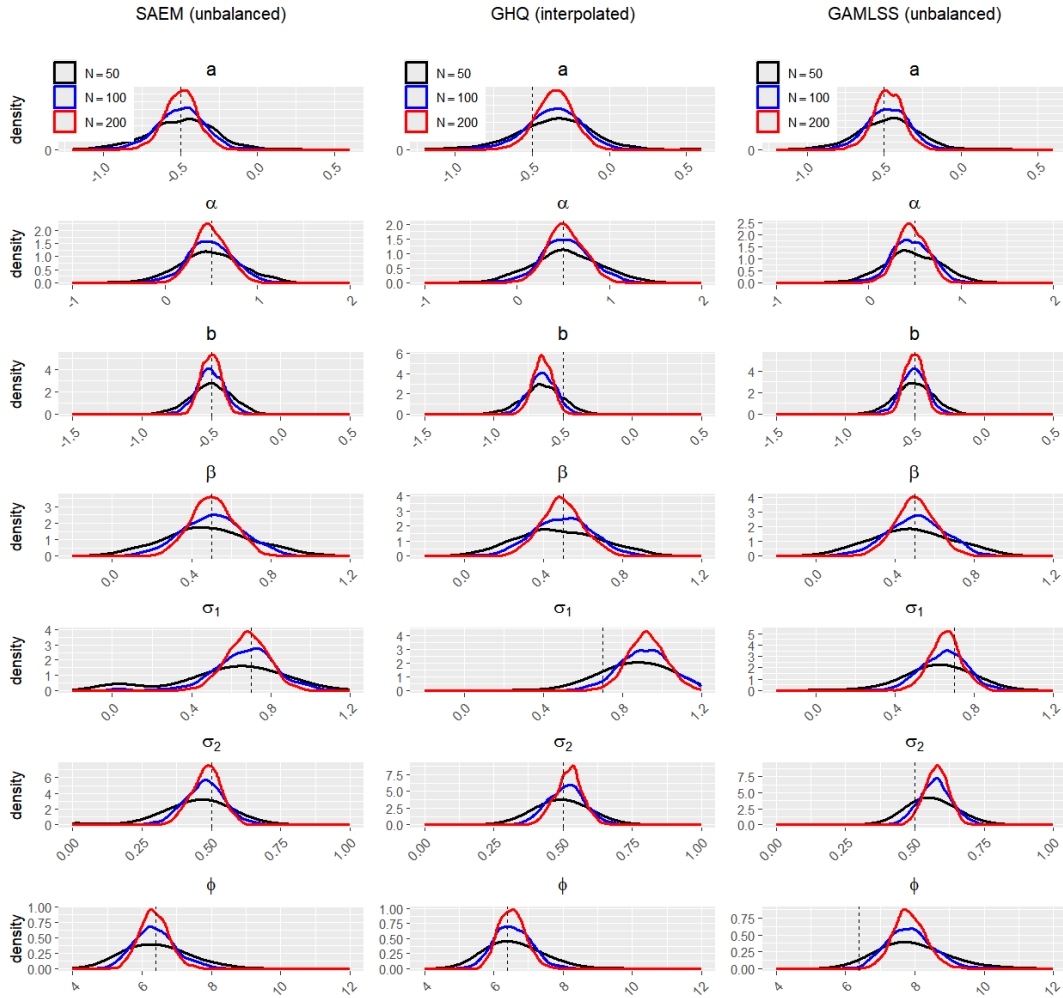 SAEM (unbalanced) GHQ (interpolated) GAMLSS (unbalanced)
a a a
N = 50 N = 50 N = 50
N = 100 N = 100 N = 100
N = 200 N = 200 N = 200
density
0 0 0
-1.0 -0.5 0.0 0.5 -1.0 -0.5 0.0 0.5 -1.0 -0.5 0.0 0.5
α α α
density
2.0 1.5 1.0 0.5 0.0 2.0 1.5 1.0 0.5 0.0 2.5 2.0 1.5 1.0 0.5 0.0
-1 0 1 2 -1 0 1 2 -1 0 1 2
b b b
density
4 2 0 6 4 2 0 4 2 0
-1.5 -1.0 -0.5 0.0 0.5 -1.5 -1.0 -0.5 0.0 0.5 -1.5 -1.0 -0.5 0.0 0.5
β β β
density
3 2 1 0 4 3 2 1 0 4 3 2 1 0
0.0 0.4 0.8 1.2 0.0 0.4 0.8 1.2 0.0 0.4 0.8 1.2
σ1 σ1 σ1
density
4 3 2 1 0 4 3 2 1 0 5 4 3 2 1 0
0.0 0.4 0.8 1.2 0.0 0.4 0.8 1.2 0.0 0.4 0.8 1.2
σ2 σ2 σ2
density
6 4 2 0 7.5 5.0 2.5 0.0 7.5 5.0 2.5 0.0
0.00 0.25 0.50 0.75 1.00 0.00 0.25 0.50 0.75 1.00 0.00 0.25 0.50 0.75 1.00
ϕ ϕ ϕ
density
1.00 0.75 0.50 0.25 0.00 1.00 0.75 0.50 0.25 0.00 0.75 0.50 0.25 0.00
4 6 8 10 12 4 6 8 10 12 4 6 8 10 12